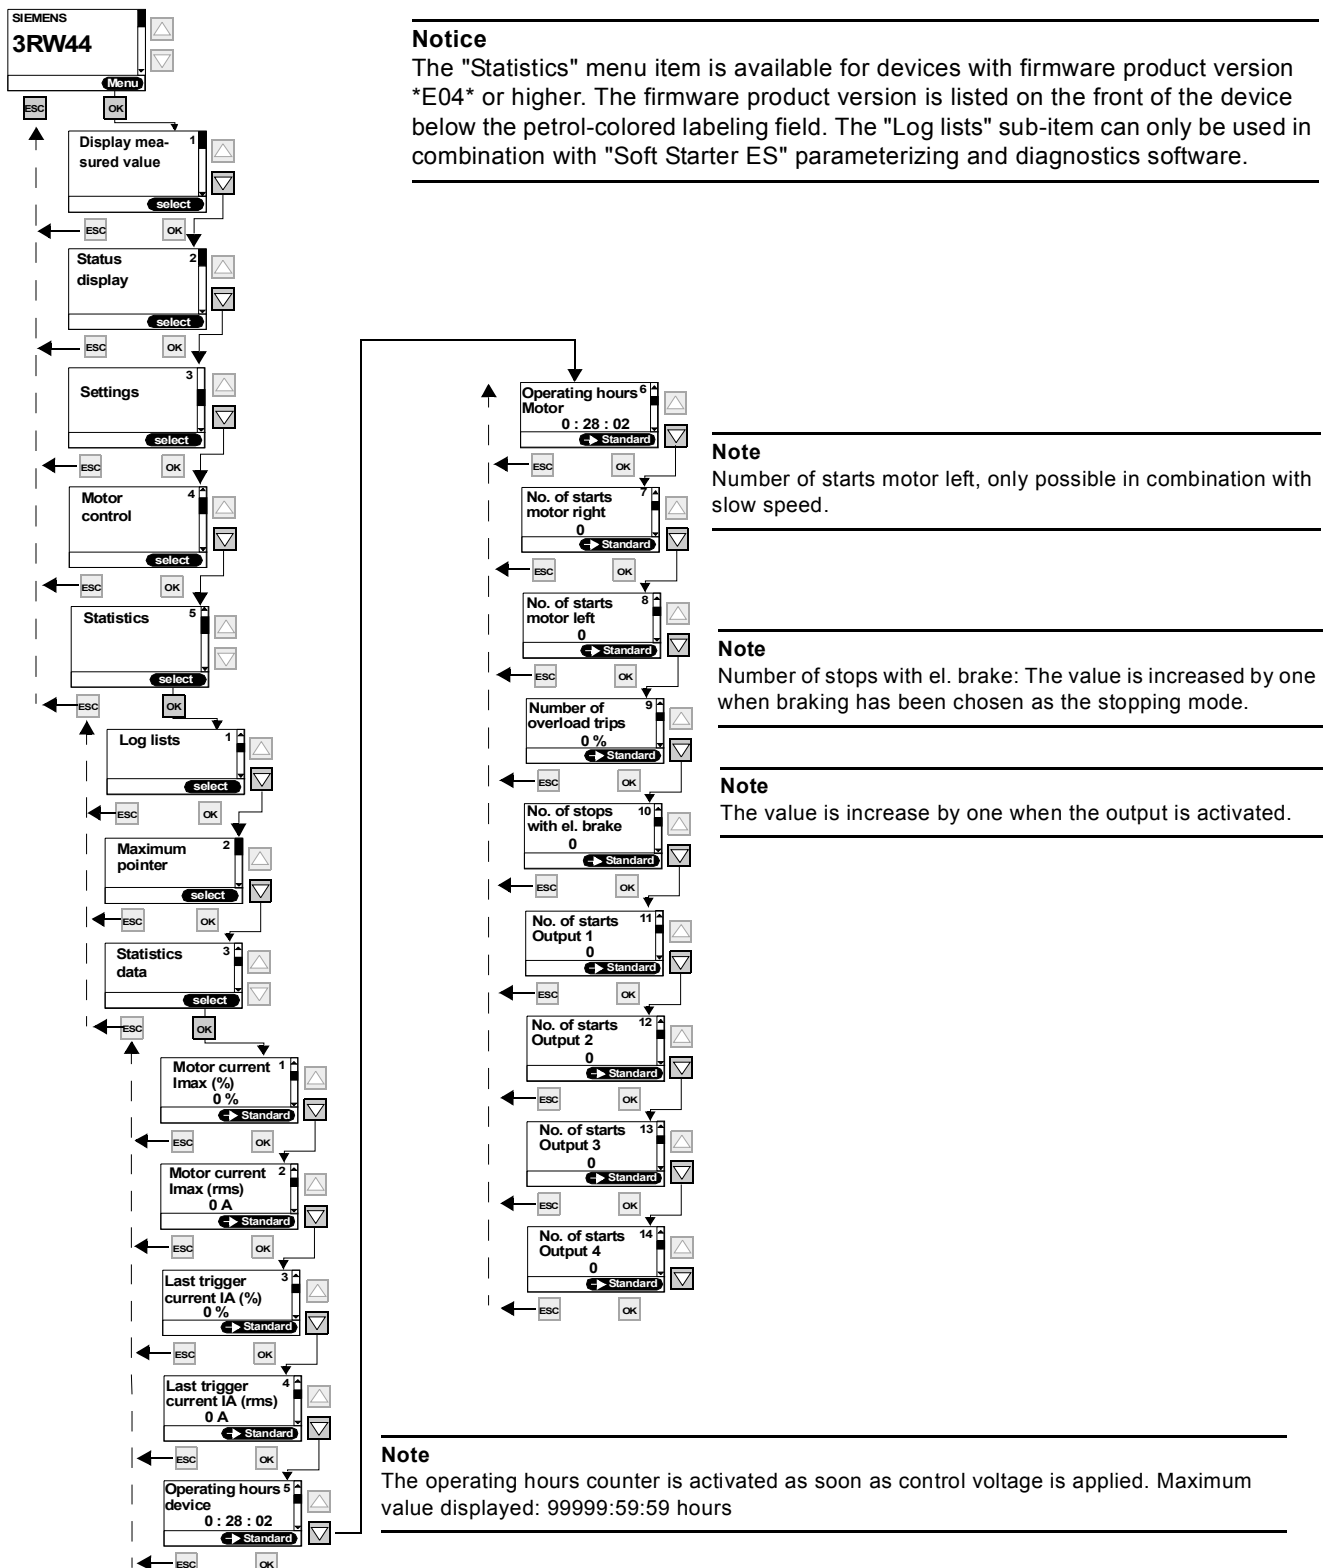 SIEMENS
3RW44
Menu
ESC
OK
Display mea-
sured value
1
select
ESC
OK
Status
display
2
select
ESC
OK
Settings
3
select
ESC
OK
Motor
control
4
select
ESC
OK
Statistics
5
select
ESC
OK
Log lists
1
select
ESC
OK
Maximum
pointer
2
select
ESC
OK
Statistics
data
3
select
ESC
OK
Motor current
Imax (%)
1
0 %
Standard
ESC
OK
Motor current
Imax (rms)
2
0 A
Standard
ESC
OK
Last trigger
current IA (%)
3
0 %
Standard
ESC
OK
Last trigger
current IA (rms)
4
0 A
Standard
ESC
OK
Operating hours
device
5
0 : 28 : 02
Standard
ESC
OK
Operating hours
Motor
6
0 : 28 : 02
Standard
ESC
OK
No. of starts
motor right
7
0
Standard
ESC
OK
No. of starts
motor left
8
0
Standard
ESC
OK
Number of
overload trips
9
0 %
Standard
ESC
OK
No. of stops
with el. brake
10
0
Standard
ESC
OK
No. of starts
Output 1
11
0
Standard
ESC
OK
No. of starts
Output 2
12
0
Standard
ESC
OK
No. of starts
Output 3
13
0
Standard
ESC
OK
No. of starts
Output 4
14
0
Standard
ESC
OK
Notice
The "Statistics" menu item is available for devices with firmware product version
*E04* or higher. The firmware product version is listed on the front of the device
below the petrol-colored labeling field. The "Log lists" sub-item can only be used in
combination with "Soft Starter ES" parameterizing and diagnostics software.
Note
Number of starts motor left, only possible in combination with
slow speed.
Note
Number of stops with el. brake: The value is increased by one
when braking has been chosen as the stopping mode.
Note
The value is increase by one when the output is activated.
Note
The operating hours counter is activated as soon as control voltage is applied. Maximum
value displayed: 99999:59:59 hours